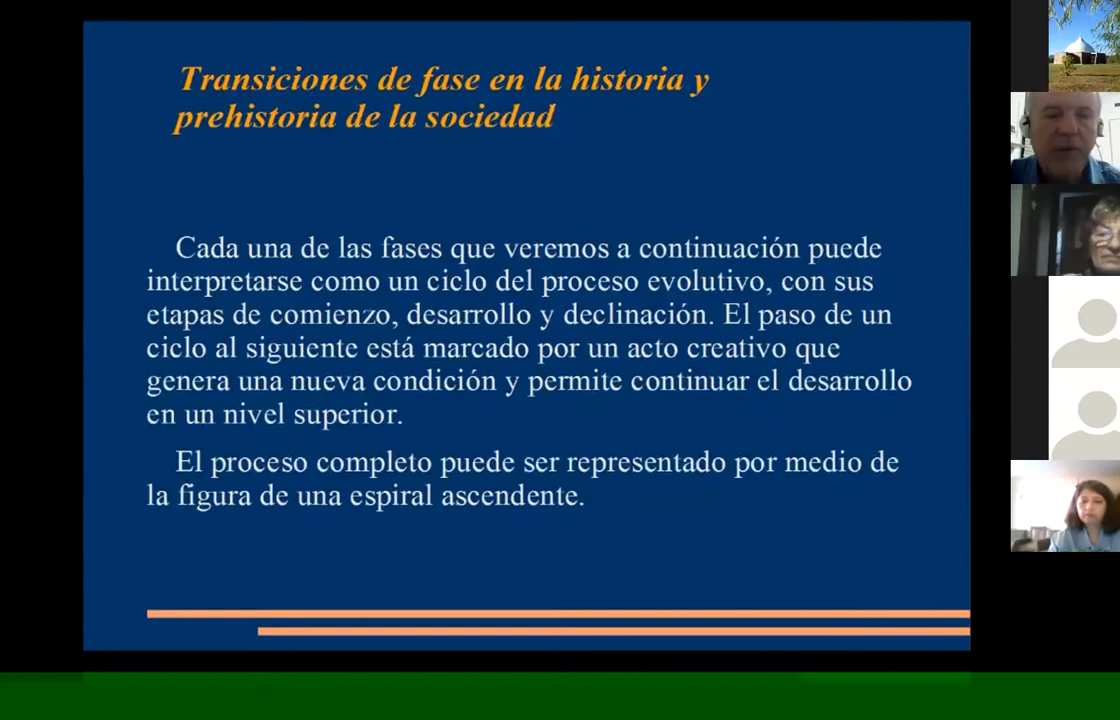 Transiciones de fase en la historia y
prehistoria de la sociedad
Cada una de las fases que veremos a continuación puede
interpretarse como un ciclo del proceso evolutivo, con sus
etapas de comienzo, desarrollo y declinación. El paso de un
ciclo al siguiente está marcado por un acto creativo que
genera una nueva condición y permite continuar el desarrollo
en un nivel superior.
El proceso completo puede ser representado por medio de
la figura de una espiral ascendente.